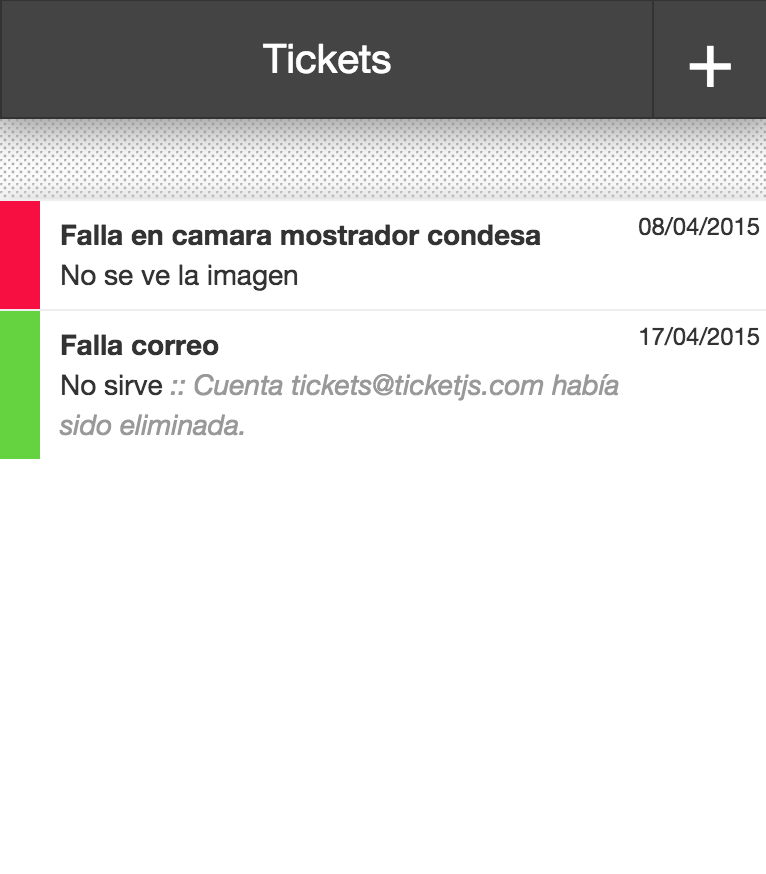 Tickets +
Falla en camara mostrador condesa 08/04/2015
No se ve la imagen
Falla correo 17/04/2015
No sirve :: Cuenta tickets@ticketjs.com había
sido eliminada.